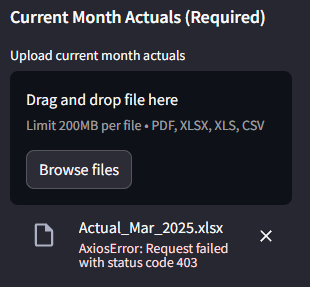 Current Month Actuals (Required)
Upload current month actuals
Drag and drop file here
Limit 200MB per file • PDF, XLSX, XLS, CSV
Browse files
Actual_Mar_2025.xlsx
AxiosError: Request failed
with status code 403